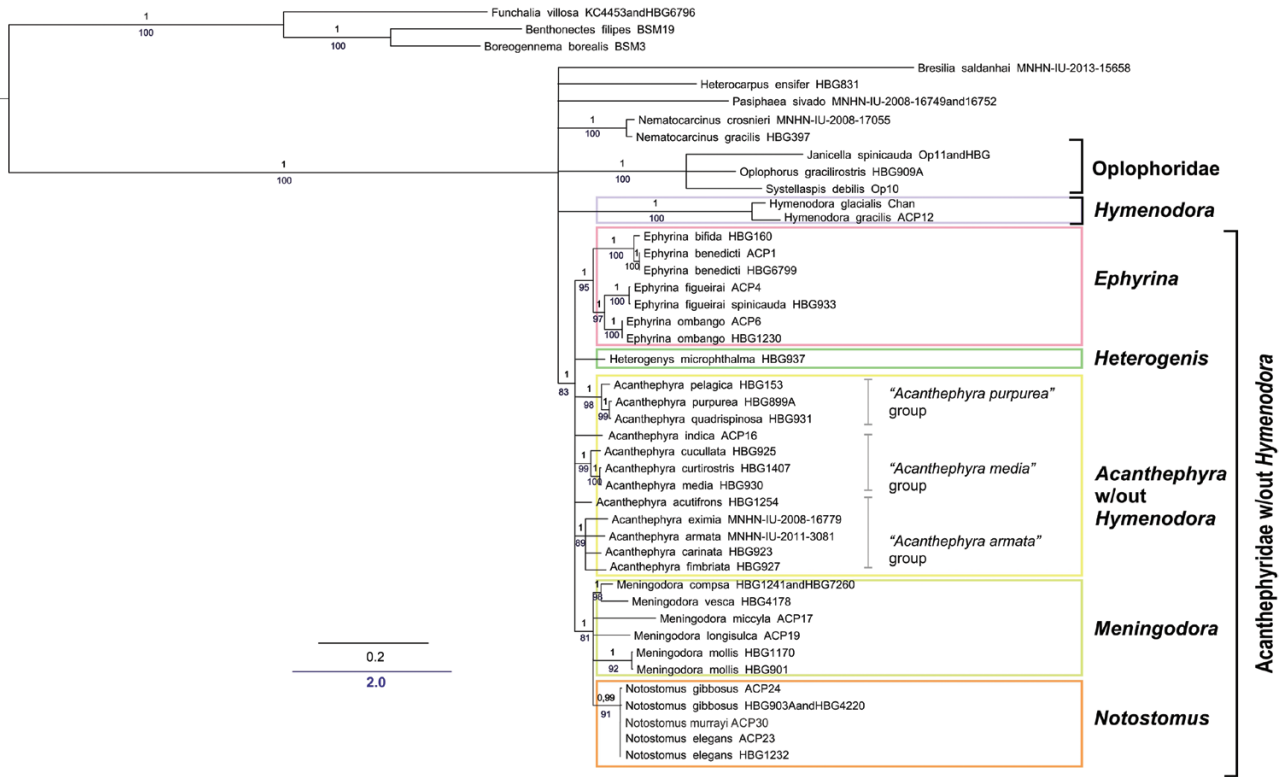 Funchalia villosa KC4453andHBG6796
1
100
Benthonectes filipes BSM19
1
100
Boreogennema borealis BSM3
Bresilia saldanhai MNHN-IU-2013-15658
Heterocarpus ensifer HBG831
Pasiphaea sivado MNHN-IU-2008-16749and16752
Nematocarcinus crosnieri MNHN-IU-2008-17055
1
100
Nematocarcinus gracilis HBG397
Janicella spinicauda Op11andHBG
1
100
1
100
Oplophorus gracilirostris HBG909A
Oplophoridae
Systellaspis debilis Op10
Hymenodora glacialis Chan
1
100
Hymenodora
Hymenodora gracilis ACP12
Ephyrina bifida HBG160
1
100
Ephyrina benedicti ACP1
1
100
Ephyrina benedicti HBG6799
1
95
Ephyrina
Ephyrina figueirai ACP4
1
100
Ephyrina figueirai spinicauda HBG933
1
97
Ephyrina ombango ACP6
1
100
Ephyrina ombango HBG1230
Heterogenys microphthalma HBG937
Heterogenis
1
83
Acanthephyra pelagica HBG153
1
98
Acanthephyra purpurea HBG899A
1
99
Acanthephyra quadrispinosa HBG931
“Acanthephyra purpurea”
group
Acanthephyra indica ACP16
Acanthephyra cucullata HBG925
1
99
Acanthephyra curtirostris HBG1407
1
100
Acanthephyra media HBG930
“Acanthephyra media”
group
Acanthephyra
w/out
Hymenodora
Acanthephyra acutifrons HBG1254
Acanthephyra eximia MNHN-IU-2008-16779
1
89
Acanthephyra armata MNHN-IU-2011-3081
Acanthephyra carinata HBG923
Acanthephyra fimbriata HBG927
“Acanthephyra armata”
group
Meningodora compsa HBG1241andHBG7260
1
98
Meningodora vesca HBG4178
Meningodora miccyla ACP17
1
81
Meningodora
Meningodora longisulca ACP19
Meningodora mollis HBG1170
1
92
Meningodora mollis HBG901
Notostomus gibbosus ACP24
0,99
91
Notostomus gibbosus HBG903AandHBG4220
Notostomus murrayi ACP30
Notostomus
Notostomus elegans ACP23
Notostomus elegans HBG1232
Acanthephyridae w/out Hymenodora
0.2
2.0